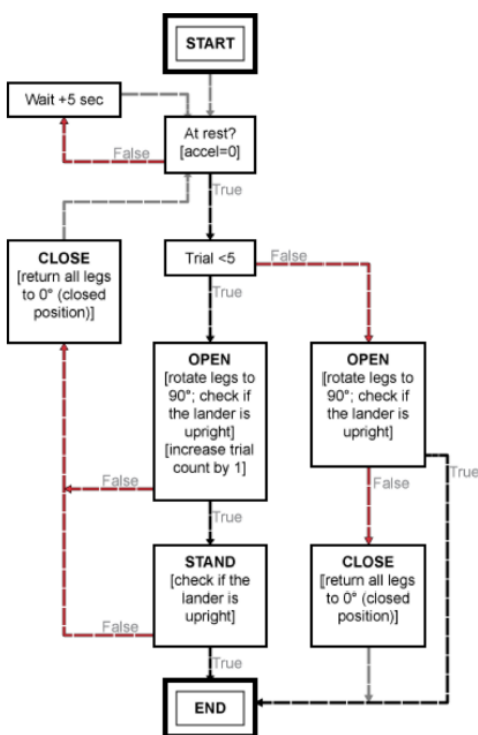 START
Wait +5 sec
At rest?
[accel=0]
False
True
CLOSE
[return all legs
to 0° (closed
position)]
Trial <5
False
True
OPEN
[rotate legs to
90°; check if
the lander is
upright]
[increase trial
count by 1]
OPEN
[rotate legs to
90°; check if
the lander is
upright]
True
False
False
True
STAND
[check if the
lander is
upright]
CLOSE
[return all legs
to 0° (closed
position)]
False
True
END